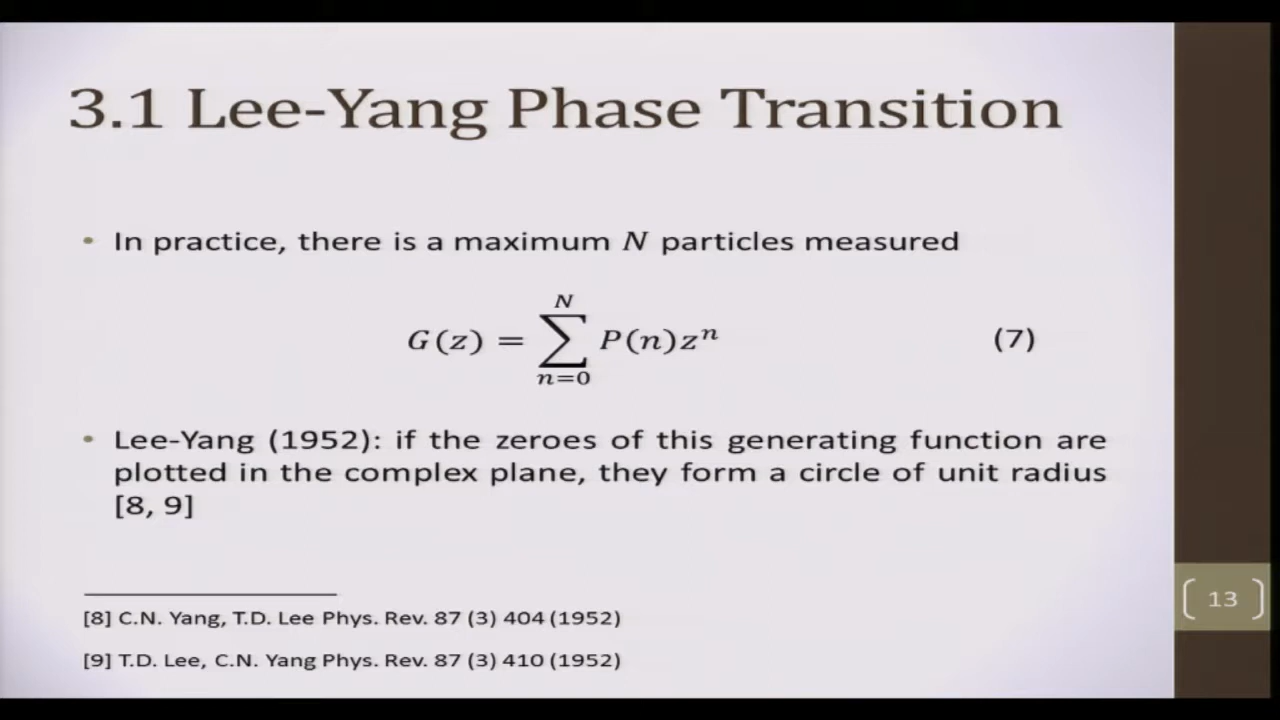 3.1 Lee-Yang Phase Transition
• In practice, there is a maximum N particles measured
G(z) = \sum_{n=0}^{N} P(n)z^n (7)
• Lee-Yang (1952): if the zeroes of this generating function are
plotted in the complex plane, they form a circle of unit radius
[8, 9]
[8] C.N. Yang, T.D. Lee Phys. Rev. 87 (3) 404 (1952)
[9] T.D. Lee, C.N. Yang Phys. Rev. 87 (3) 410 (1952)
13